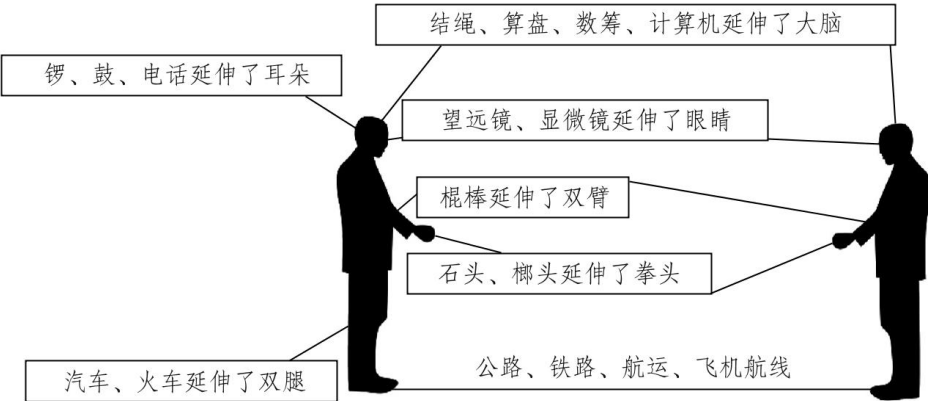 结绳、算盘、数筹、计算机延伸了大脑
锣、鼓、电话延伸了耳朵
望远镜、显微镜延伸了眼睛
棍棒延伸了双臂
石头、榔头延伸了拳头
公路、铁路、航运、飞机航线
汽车、火车延伸了双腿